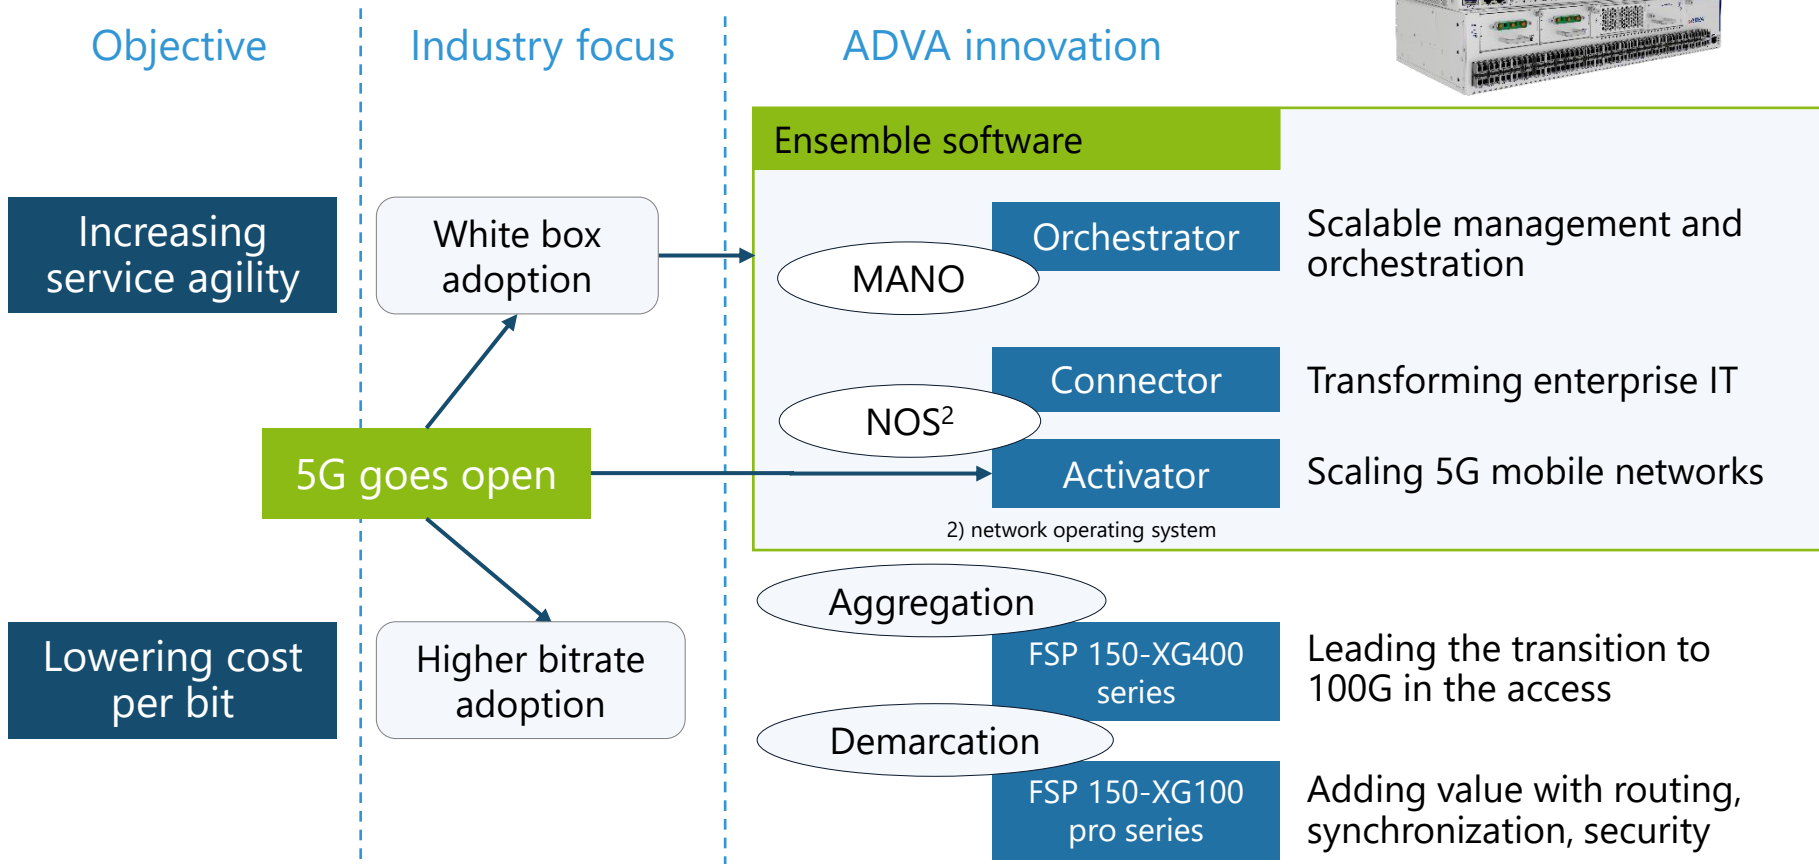 Objective
Industry focus
ADVA innovation
Ensemble software
Increasing
service agility
White box
adoption
MANO
Orchestrator
Scalable management and
orchestration
Connector
Transforming enterprise IT
NOS²
5G goes open
Activator
Scaling 5G mobile networks
2) network operating system
Aggregation
Lowering cost
per bit
Higher bitrate
adoption
FSP 150-XG400
series
Leading the transition to
100G in the access
Demarcation
FSP 150-XG100
pro series
Adding value with routing,
synchronization, security